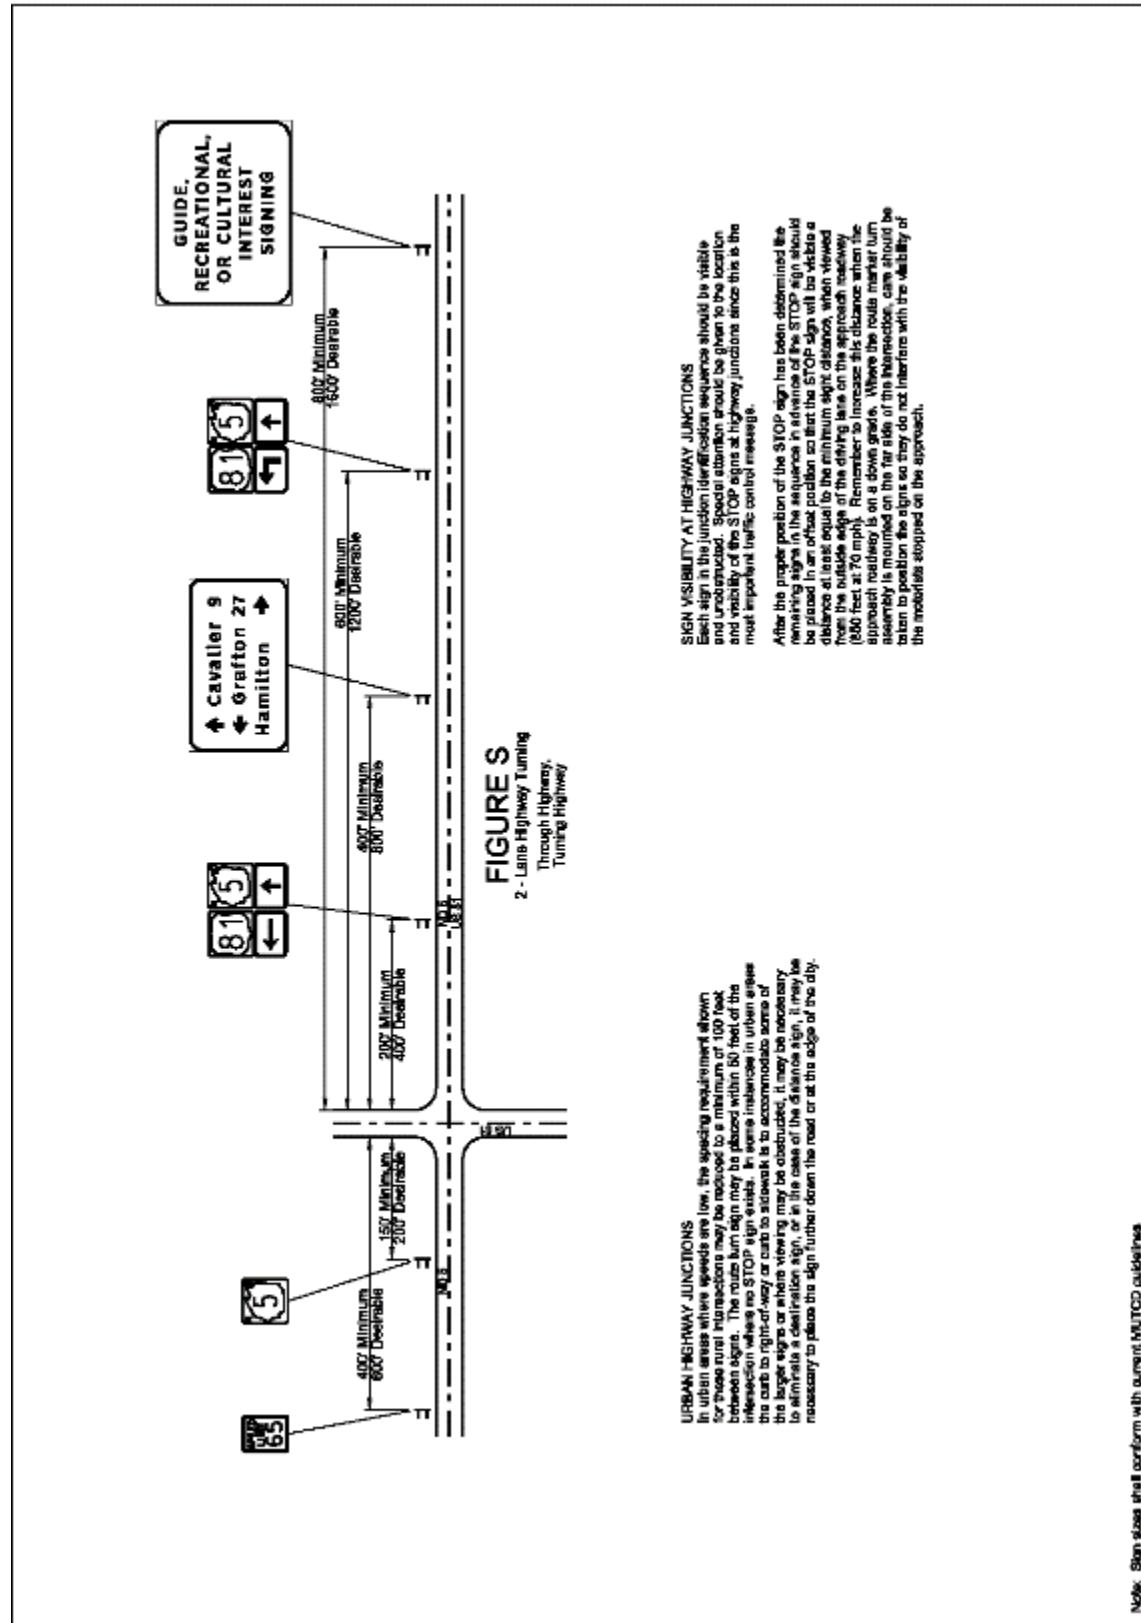 GUIDE,
RECREATIONAL,
OR CULTURAL
INTEREST
SIGNING
81 5
Cavalier 9
Grafton 27
Hamilton
81 5
5
65
800' Minimum
1600' Desirable
600' Minimum
1200' Desirable
400' Minimum
800' Desirable
200' Minimum
400' Desirable
150' Minimum
200' Desirable
400' Minimum
600' Desirable
ND 5
US 81
US 81
ND 5
FIGURE S
2 - Lane Highway Turning
Through Highway,
Turning Highway
URBAN HIGHWAY JUNCTIONS
In urban areas where speeds are low, the spacing requirement shown
for those rural intersections may be reduced to a minimum of 100 feet
between signs. The route turn sign may be placed within 50 feet of the
intersection where no STOP sign exists. In some instances in urban areas
the curb to right-of-way or curb to sidewalk is to accommodate some of
the larger signs or where viewing may be obstructed, it may be necessary
to eliminate a destination sign, or in the case of the distance sign, it may be
necessary to place the sign further down the road or at the edge of the city.
SIGN VISIBILITY AT HIGHWAY JUNCTIONS
Each sign in the junction identification sequence should be visible
and unobstructed. Special attention should be given to the location
and visibility of the STOP signs at highway junctions since this is the
most important traffic control message.
After the proper position of the STOP sign has been determined the
remaining signs in the sequence in advance of the STOP sign should
be placed in an offset position so that the STOP sign will be visible a
distance at least equal to the minimum sight distance, when viewed
from the outside edge of the driving lane on the approach roadway
(850 feet at 70 mph). Remember to increase this distance when the
approach roadway is on a down grade. Where the route marker turn
assembly is mounted on the far side of the intersection, care should be
taken to position the signs so they do not interfere with the visibility of
the motorists stopped on the approach.
Note: Sign sizes shall conform with current MUTCD guidelines